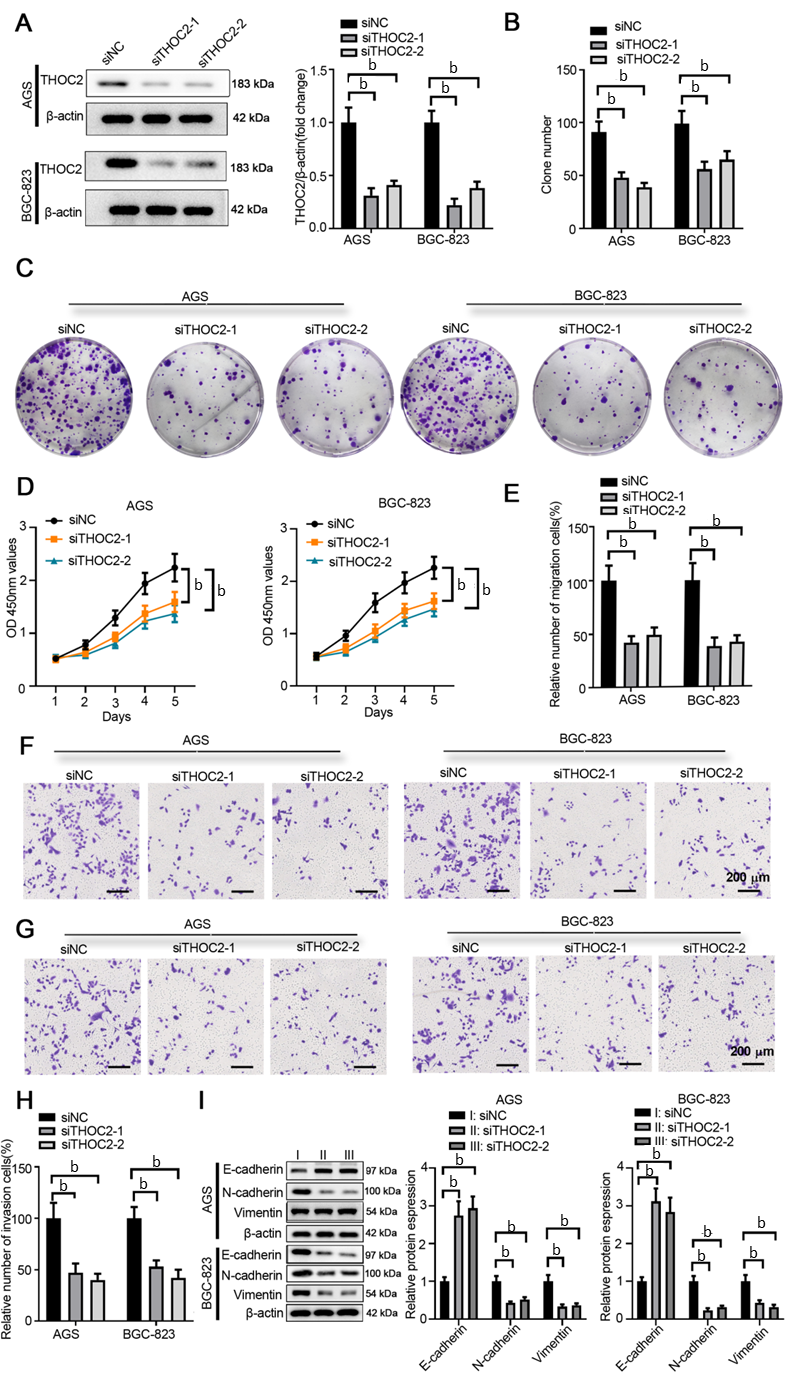 A
siNC
siTHOC2-1
siTHOC2-2
AGS
THOC2
183 kDa
β-actin
42 kDa
BGC-823
THOC2
183 kDa
β-actin
42 kDa
siNC
siTHOC2-1
siTHOC2-2
THOC2/β-actin(fold change)
1.5
1.0
0.5
0.0
b
b
b
b
AGS
BGC-823
B
siNC
siTHOC2-1
siTHOC2-2
Clone number
150
100
50
0
b
b
b
b
AGS
BGC-823
C
AGS
BGC-823
siNC
siTHOC2-1
siTHOC2-2
siNC
siTHOC2-1
siTHOC2-2
D
AGS
siNC
siTHOC2-1
siTHOC2-2
OD 450nm values
3
2
1
0
b
b
1 2 3 4 5
Days
BGC-823
siNC
siTHOC2-1
siTHOC2-2
OD 450nm values
3
2
1
0
b
b
1 2 3 4 5
Days
E
siNC
siTHOC2-1
siTHOC2-2
Relative number of migration cells(%)
150
100
50
0
b
b
b
b
AGS
BGC-823
F
AGS
BGC-823
siNC
siTHOC2-1
siTHOC2-2
siNC
siTHOC2-1
siTHOC2-2
200 μm
G
AGS
BGC-823
siNC
siTHOC2-1
siTHOC2-2
siNC
siTHOC2-1
siTHOC2-2
200 μm
H
siNC
siTHOC2-1
siTHOC2-2
Relative number of invasion cells(%)
150
100
50
0
b
b
b
b
AGS
BGC-823
I
I II III
AGS
E-cadherin
97 kDa
N-cadherin
100 kDa
Vimentin
54 kDa
β-actin
42 kDa
BGC-823
E-cadherin
97 kDa
N-cadherin
100 kDa
Vimentin
54 kDa
β-actin
42 kDa
AGS
I: siNC
II: siTHOC2-1
III: siTHOC2-2
Relative protein espression
4
3
2
1
0
b
b
b
b
b
b
E-cadherin
N-cadherin
Vimentin
BGC-823
I: siNC
II: siTHOC2-1
III: siTHOC2-2
Relative protein espression
4
3
2
1
0
b
b
b
b
b
b
E-cadherin
N-cadherin
Vimentin